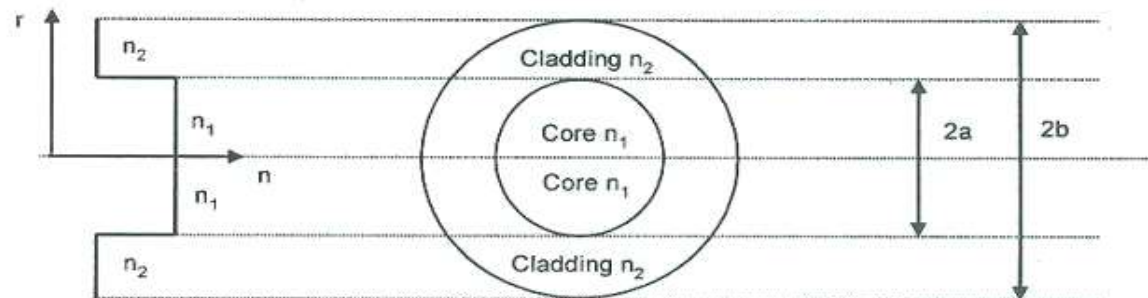 r
n₂
Cladding n₂
n₁
Core n₁
2a
2b
n
Core n₁
n₁
n₂
Cladding n₂